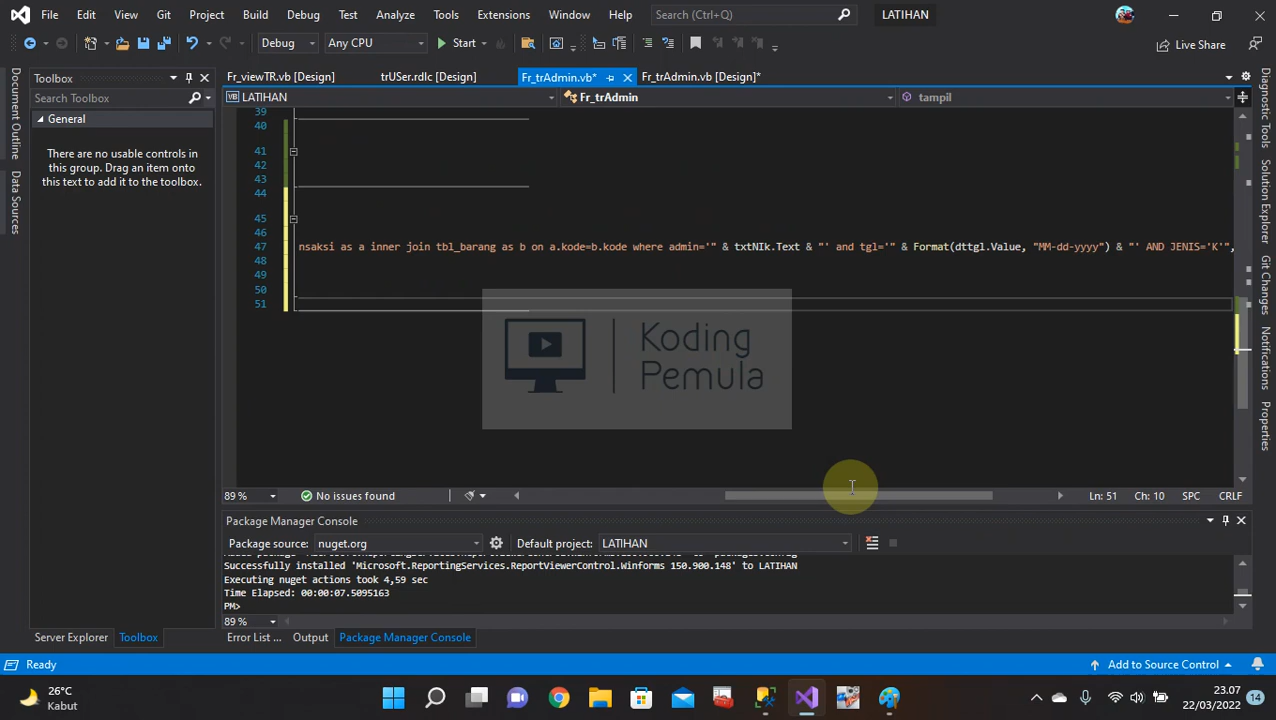 File Edit View Git Project Build Debug Test Analyze Tools Extensions Window Help Search (Ctrl+Q) LATIHAN
Debug Any CPU Start Live Share
Toolbox
Search Toolbox
General
There are no usable controls in
this group. Drag an item onto
this text to add it to the toolbox.
Document Outline
Data Sources
Fr_viewTR.vb [Design] trUSer.rdlc [Design] Fr_trAdmin.vb* Fr_trAdmin.vb [Design]*
VB LATIHAN Fr_trAdmin tampil
39
40
41
42
43
44
45
46
47 nsaksi as a inner join tbl_barang as b on a.kode=b.kode where admin='" & txtNIk.Text & "' and tgl='" & Format(dttgl.Value, "MM-dd-yyyy") & "' AND JENIS='K'",
48
49
50
51
Koding
Pemula
89 % No issues found Ln: 51 Ch: 10 SPC CRLF
Package Manager Console
Package source: nuget.org Default project: LATIHAN
Successfully installed 'Microsoft.ReportingServices.ReportViewerControl.Winforms 150.900.148' to LATIHAN
Executing nuget actions took 4,59 sec
Time Elapsed: 00:00:07.5095163
PM>
89 %
Server Explorer Toolbox Error List ... Output Package Manager Console
Diagnostic Tools
Solution Explorer
Git Changes
Notifications
Properties
Ready Add to Source Control
26°C
Kabut
23.07
22/03/2022
14